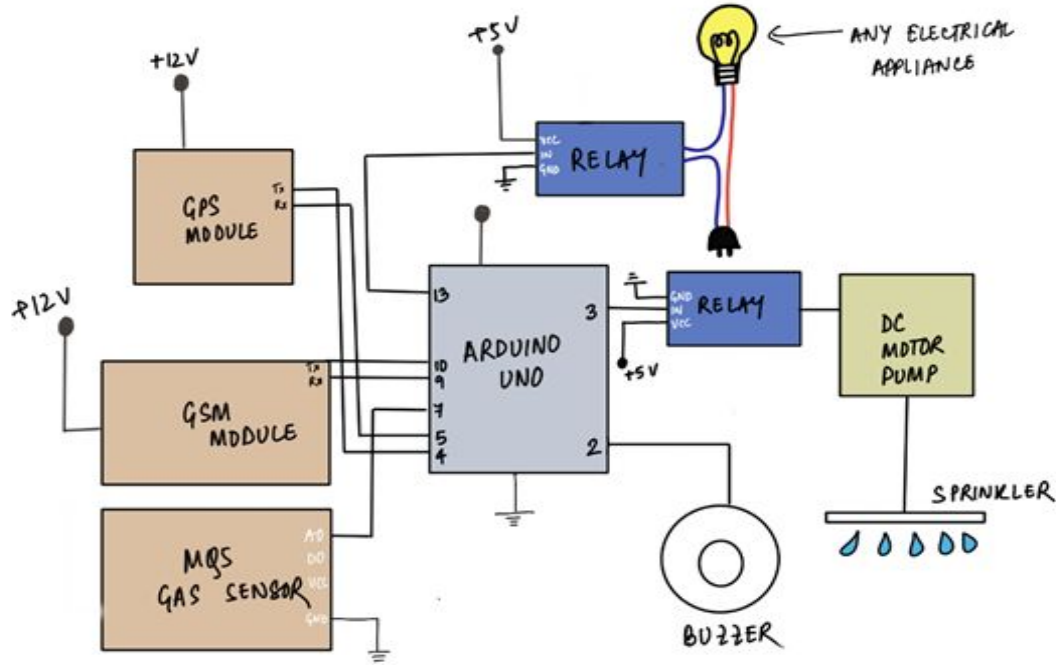 +5V
ANY ELECTRICAL
APPLIANCE
+12V
VCC
IN
GND
RELAY
GPS
MODULE
Tx
Rx
+12V
13
10
9
7
5
4
ARDUINO
UNO
3
2
GND
IN
VCC
RELAY
+5V
DC
MOTOR
PUMP
GSM
MODULE
Tx
Rx
SPRINKLER
MQ5
GAS SENSOR
AO
DO
VCC
GND
BUZZER